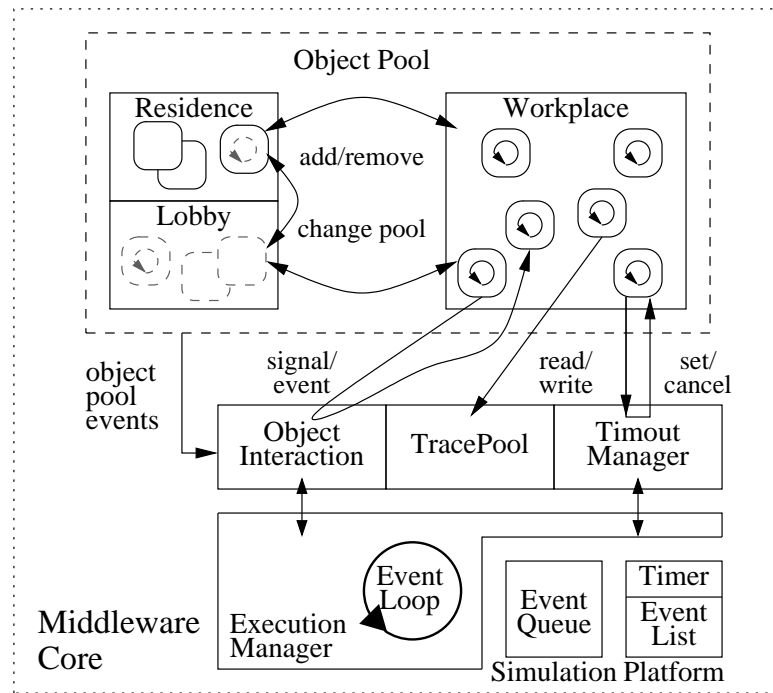 Object Pool
Residence
Workplace
add/remove
Lobby
change pool
object
pool
events
signal/
event
read/
write
set/
cancel
Object
Interaction
TracePool
Timout
Manager
Event
Loop
Execution
Manager
Event
Queue
Timer
Event
List
Middleware
Core
Simulation
Platform